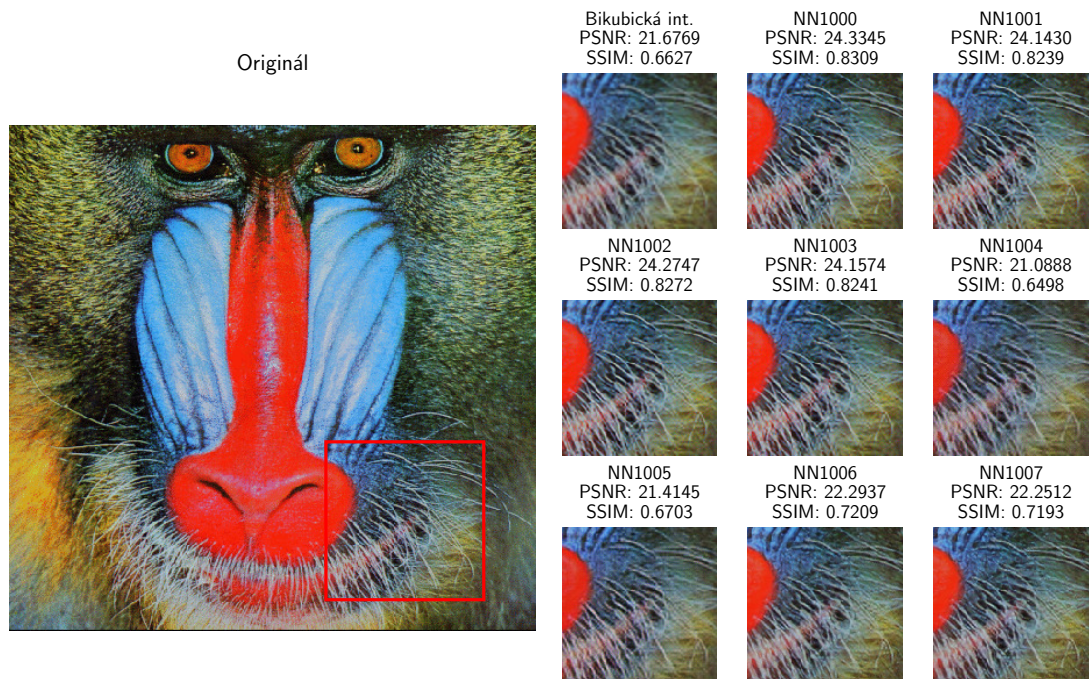 Originál
Bikubická int.
PSNR: 21.6769
SSIM: 0.6627
NN1000
PSNR: 24.3345
SSIM: 0.8309
NN1001
PSNR: 24.1430
SSIM: 0.8239
NN1002
PSNR: 24.2747
SSIM: 0.8272
NN1003
PSNR: 24.1574
SSIM: 0.8241
NN1004
PSNR: 21.0888
SSIM: 0.6498
NN1005
PSNR: 21.4145
SSIM: 0.6703
NN1006
PSNR: 22.2937
SSIM: 0.7209
NN1007
PSNR: 22.2512
SSIM: 0.7193